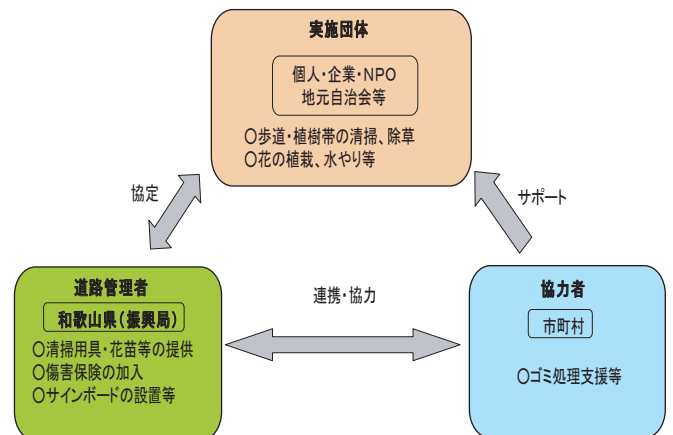 実施団体
個人・企業・NPO
地元自治会等
○歩道・植樹帯の清掃、除草
○花の植栽、水やり等
協定
サポート
道路管理者
和歌山県(振興局)
○清掃用具・花苗等の提供
○傷害保険の加入
○サインボードの設置等
連携・協力
協力者
市町村
○ゴミ処理支援等